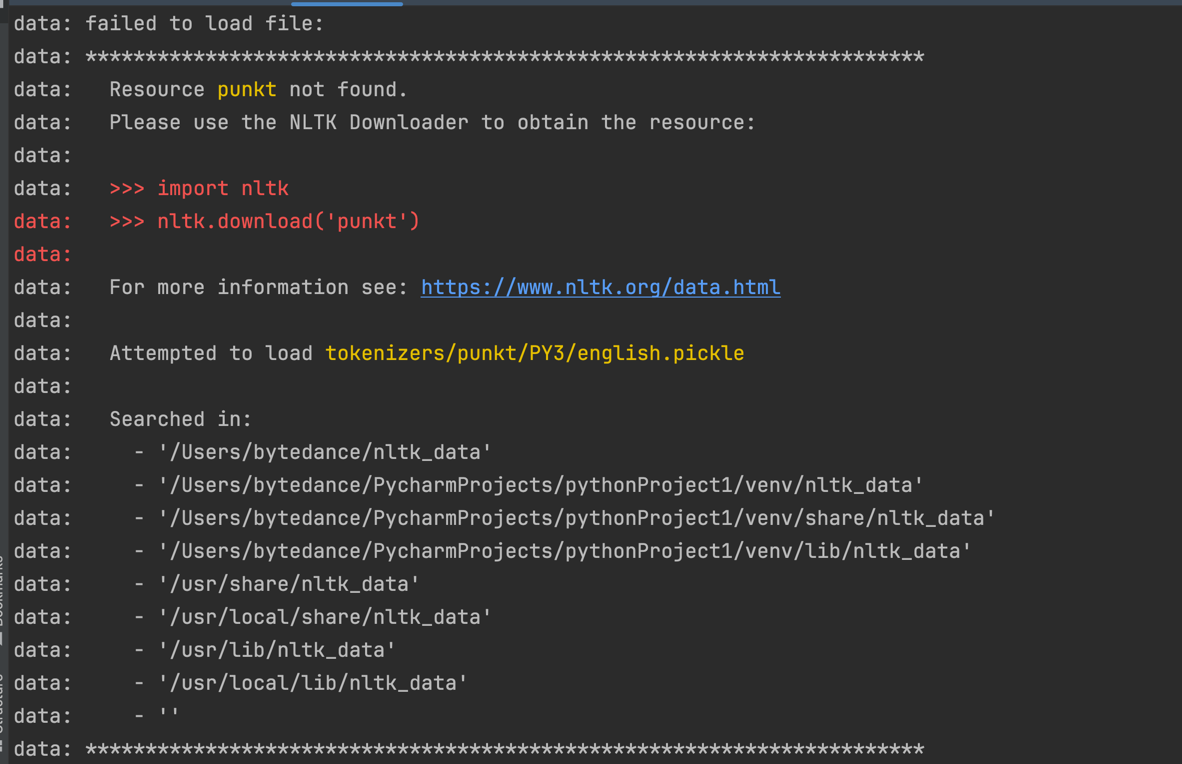 data: failed to load file:
data: **********************************************************************
data:   Resource punkt not found.
data:   Please use the NLTK Downloader to obtain the resource:
data:
data:   >>> import nltk
data:   >>> nltk.download('punkt')
data:
data:   For more information see: https://www.nltk.org/data.html
data:
data:   Attempted to load tokenizers/punkt/PY3/english.pickle
data:
data:   Searched in:
data:     - '/Users/bytedance/nltk_data'
data:     - '/Users/bytedance/PycharmProjects/pythonProject1/venv/nltk_data'
data:     - '/Users/bytedance/PycharmProjects/pythonProject1/venv/share/nltk_data'
data:     - '/Users/bytedance/PycharmProjects/pythonProject1/venv/lib/nltk_data'
data:     - '/usr/share/nltk_data'
data:     - '/usr/local/share/nltk_data'
data:     - '/usr/lib/nltk_data'
data:     - '/usr/local/lib/nltk_data'
data:     - ''
data: **********************************************************************